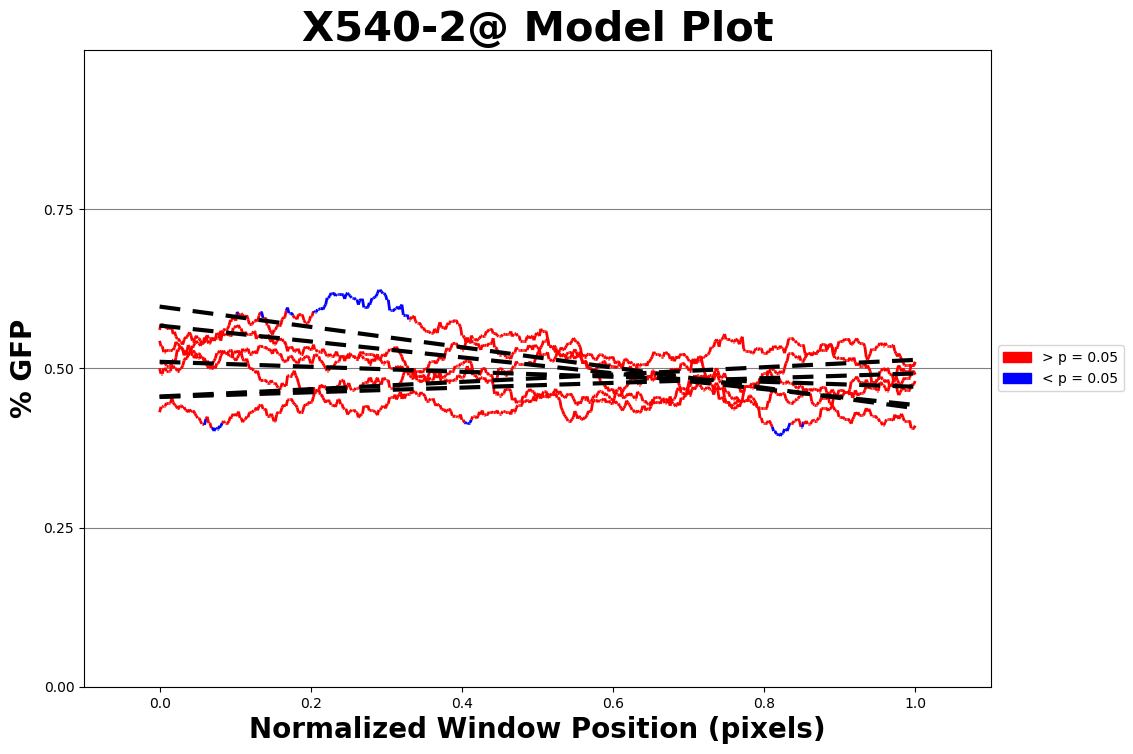 X540-2@ Model Plot
% GFP
0.75
0.50
0.25
0.00
0.0 0.2 0.4 0.6 0.8 1.0
Normalized Window Position (pixels)
> p = 0.05
< p = 0.05